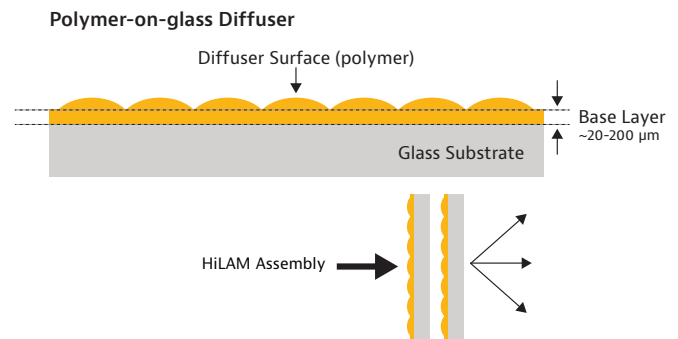 Polymer-on-glass Diffuser
Diffuser Surface (polymer)
Base Layer
~20-200 µm
Glass Substrate
HiLAM Assembly